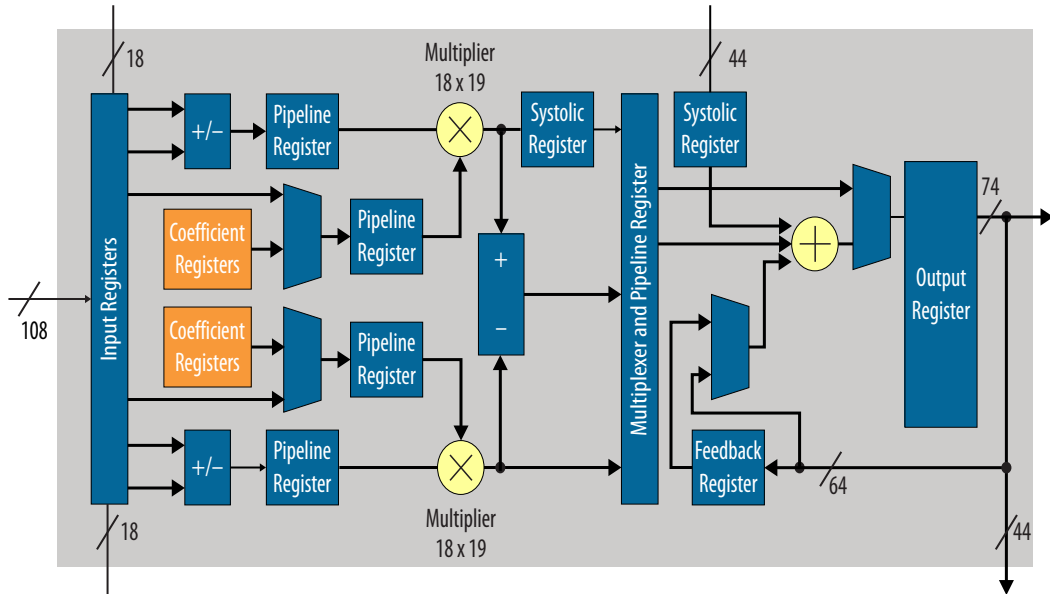 18
44
Multiplier
18 x 19
+/–
Pipeline
Register
Systolic
Register
Systolic
Register
74
Coefficient
Registers
Pipeline
Register
+
–
Input Registers
Multiplexer and Pipeline Register
Output
Register
108
Coefficient
Registers
Pipeline
Register
+/–
Pipeline
Register
Feedback
Register
64
18
Multiplier
18 x 19
44